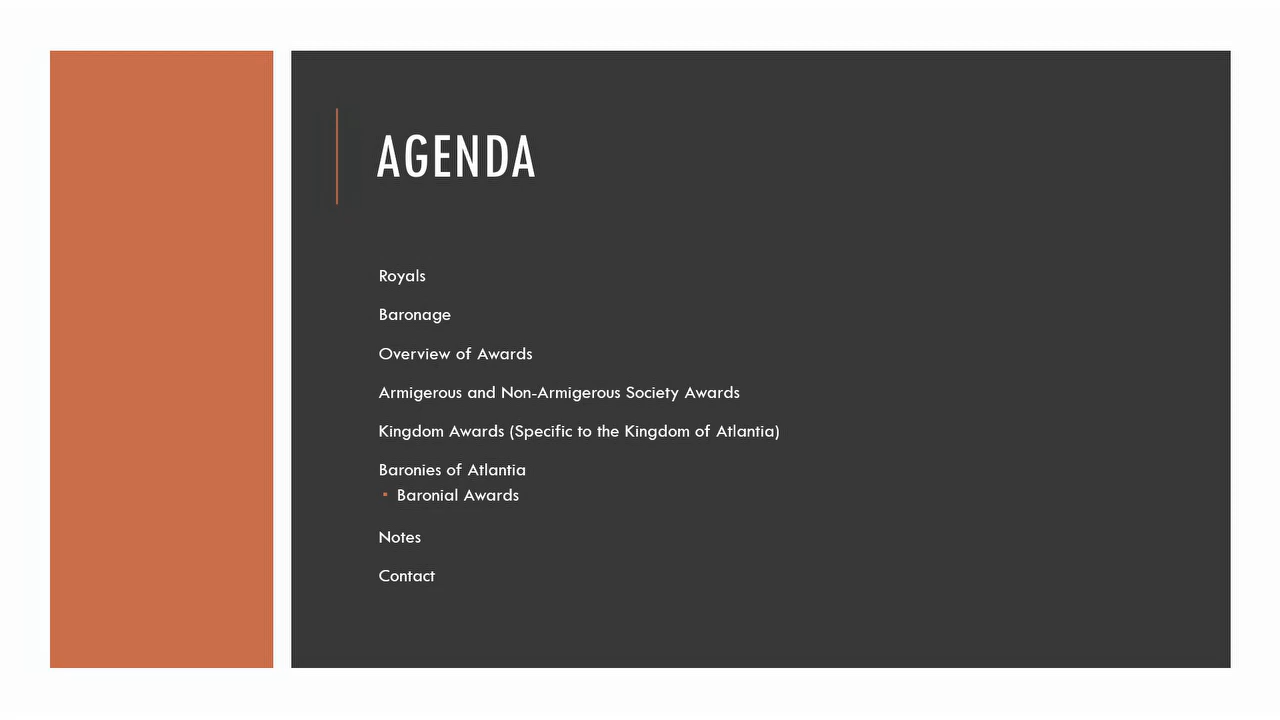 AGENDA
Royals
Baronage
Overview of Awards
Armigerous and Non-Armigerous Society Awards
Kingdom Awards (Specific to the Kingdom of Atlantia)
Baronies of Atlantia
▪ Baronial Awards
Notes
Contact